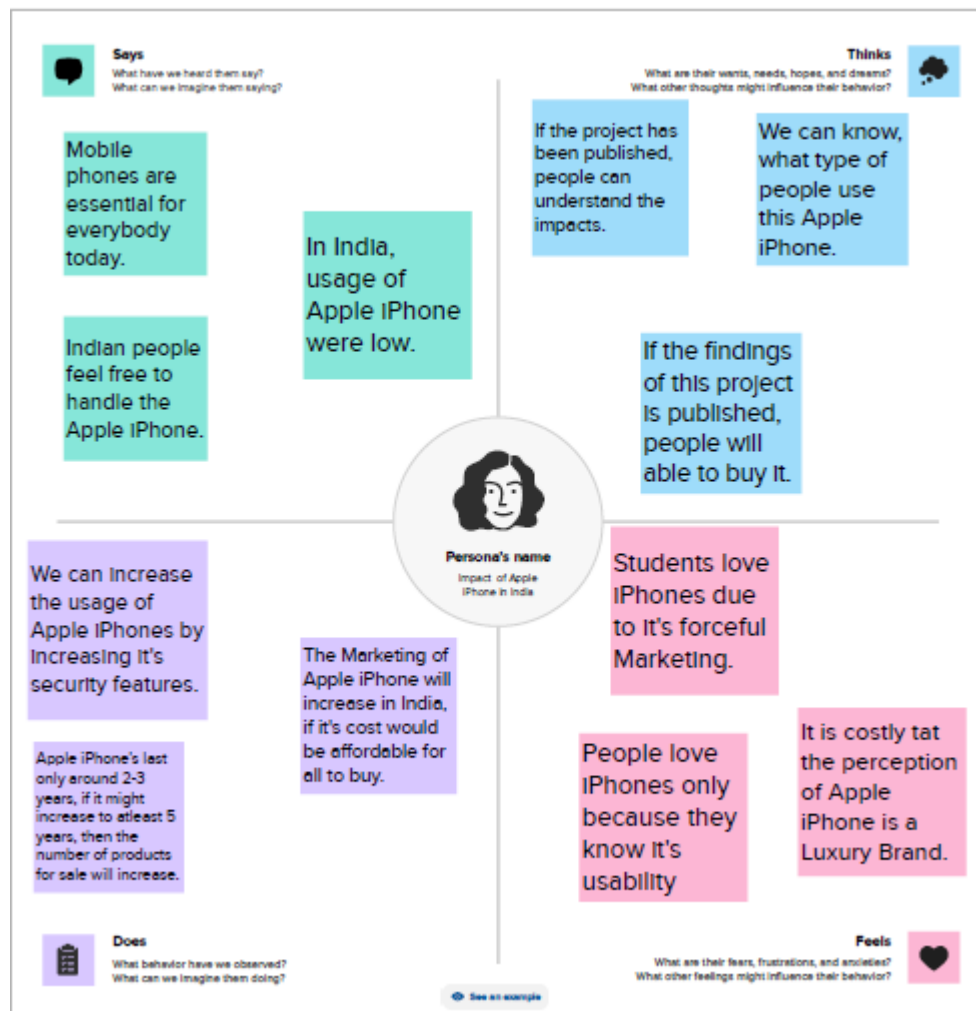 Says
What have we heard them say?
What can we imagine them saying?
Mobile
phones are
essential for
everybody
today.
In India,
usage of
Apple iPhone
were low.
Indian people
feel free to
handle the
Apple iPhone.
Thinks
What are their wants, needs, hopes, and dreams?
What other thoughts might influence their behavior?
If the project has
been published,
people can
understand the
impacts.
We can know,
what type of
people use
this Apple
iPhone.
If the findings
of this project
is published,
people will
able to buy it.
Persona's name
Impact of Apple
iPhone in India
We can increase
the usage of
Apple iPhones by
increasing it's
security features.
The Marketing of
Apple iPhone will
increase in India,
if it's cost would
be affordable for
all to buy.
Apple iPhone's last
only around 2-3
years, if it might
increase to atleast 5
years, then the
number of products
for sale will increase.
Does
What behavior have we observed?
What can we imagine them doing?
Students love
iPhones due
to it's forceful
Marketing.
People love
iPhones only
because they
know it's
usability
It is costly tat
the perception
of Apple
iPhone is a
Luxury Brand.
Feels
What are their fears, frustrations, and anxieties?
What other feelings might influence their behavior?
See an example